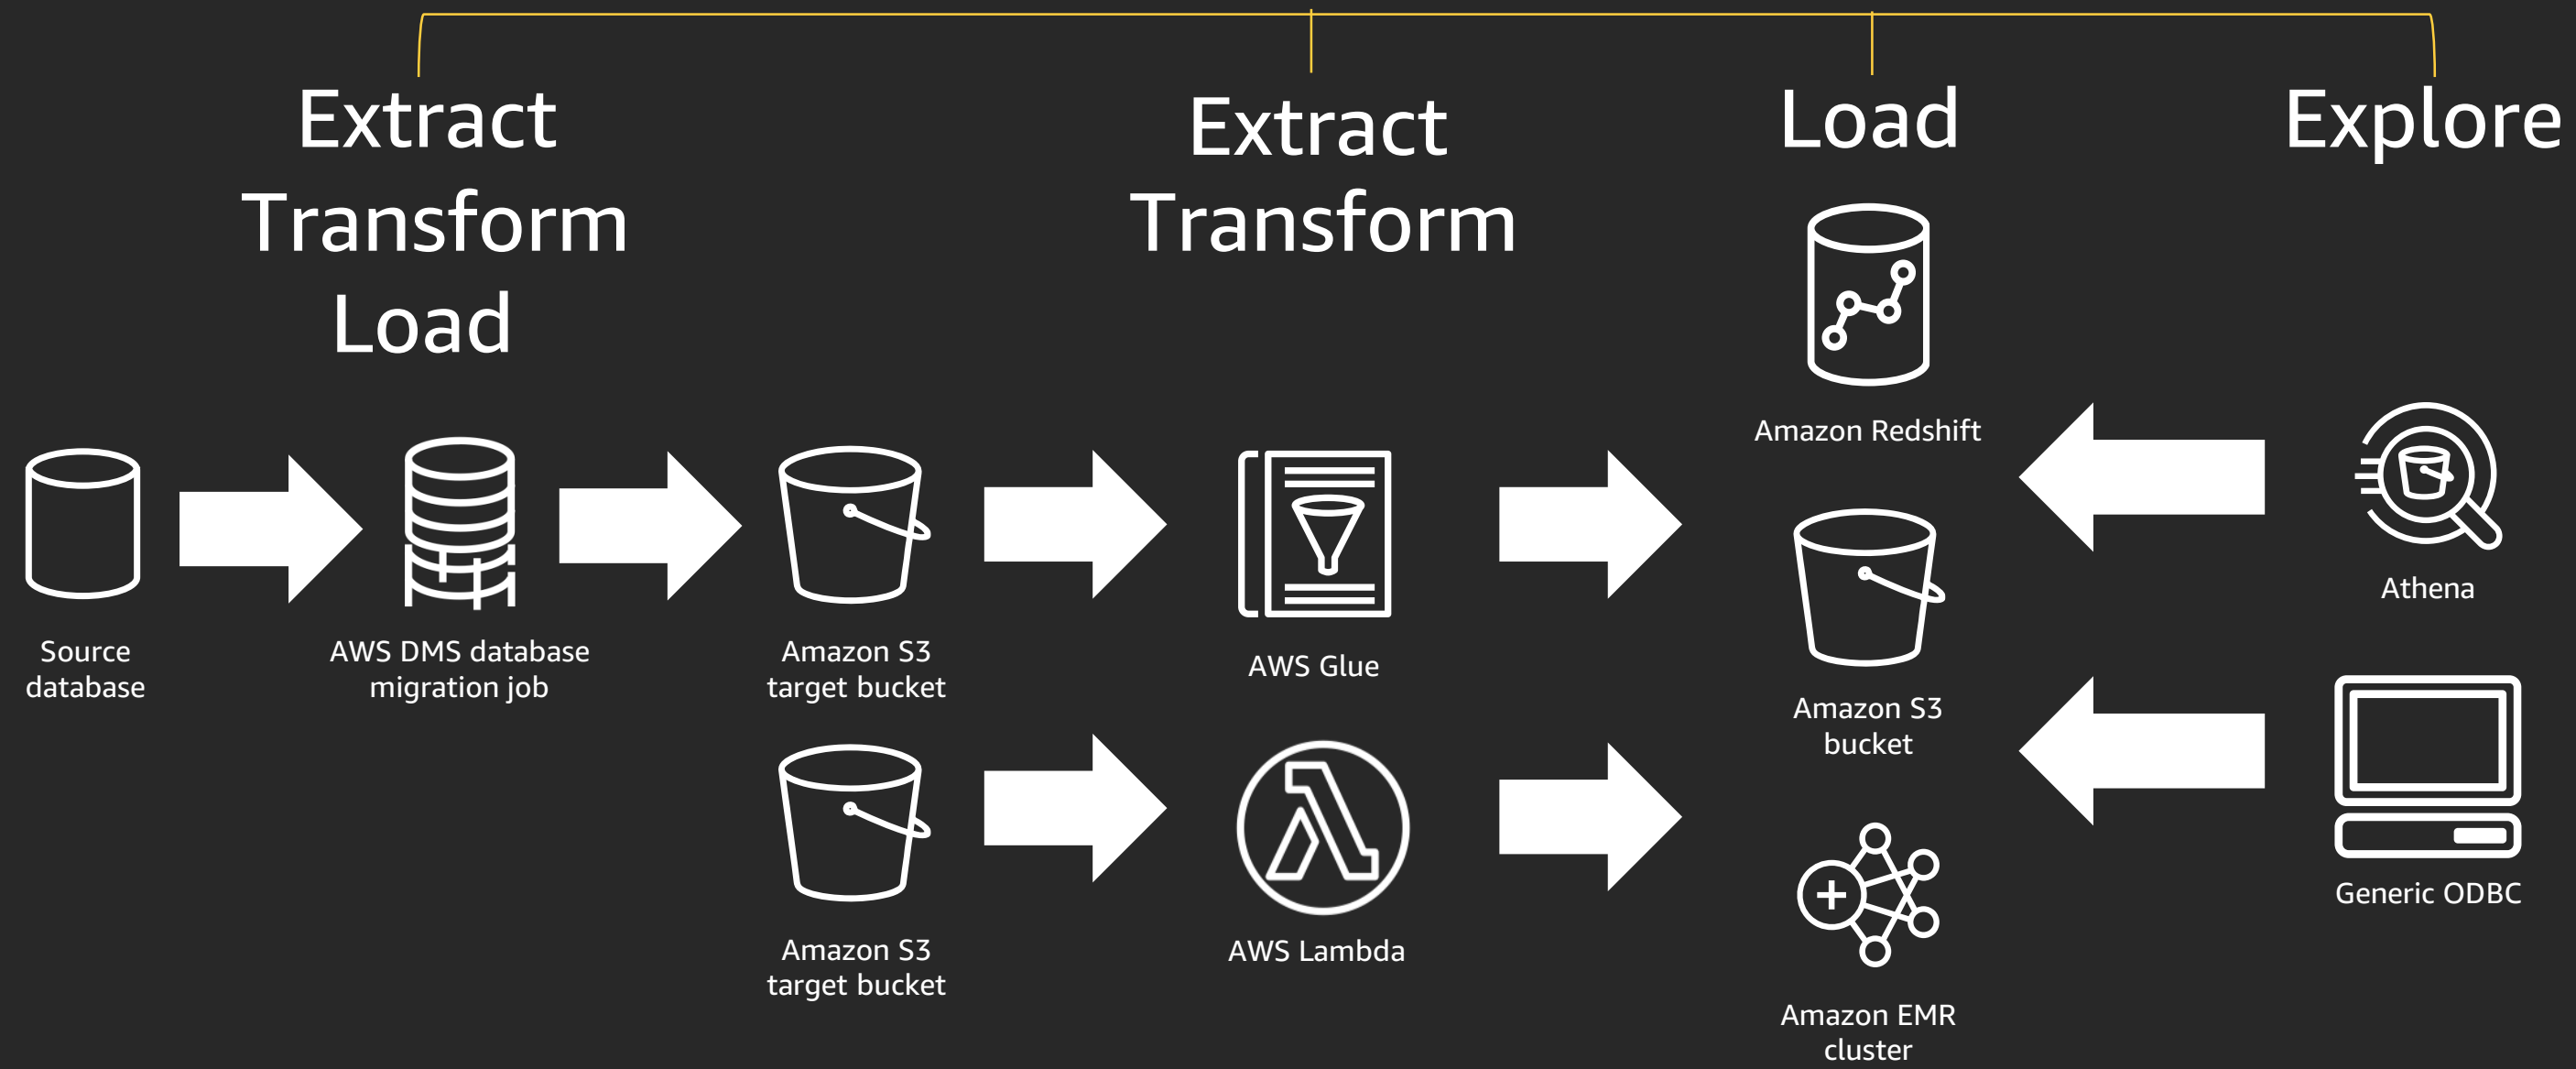 Extract
Transform
Load
Extract
Transform
Load
Explore
Source
database
AWS DMS database
migration job
Amazon S3
target bucket
Amazon S3
target bucket
AWS Glue
AWS Lambda
Amazon Redshift
Amazon S3
bucket
Amazon EMR
cluster
Athena
Generic ODBC